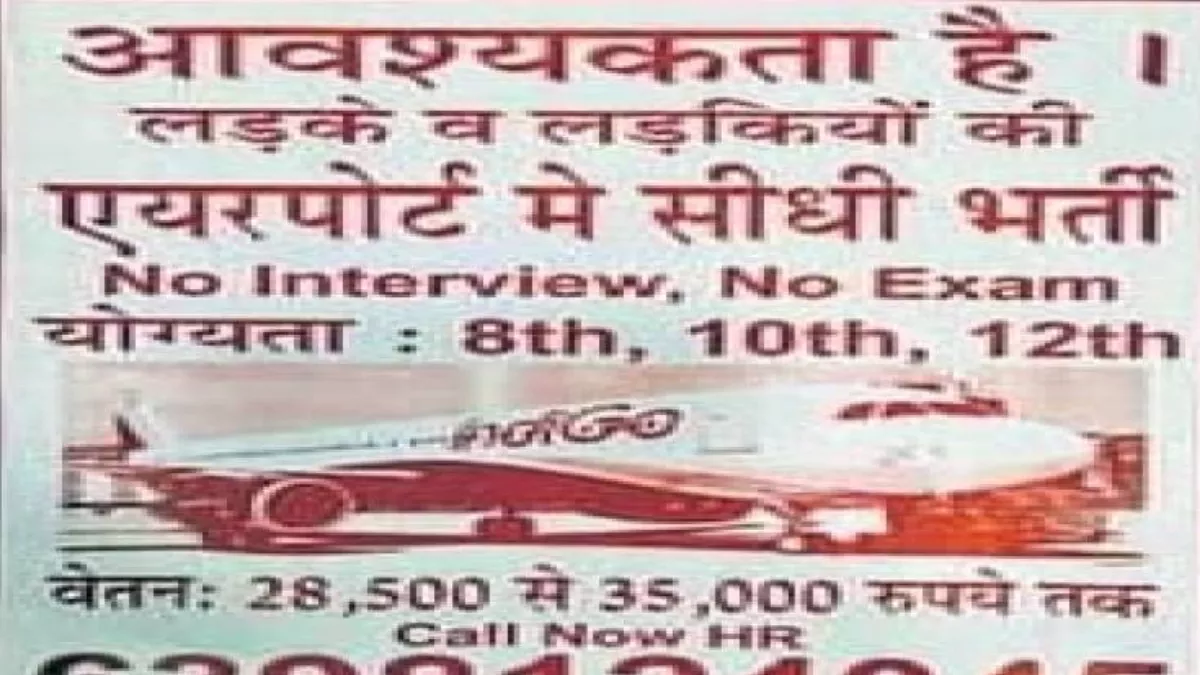 आवश्यकता है ।
लड़के व लड़कियों की
एयरपोर्ट मे सीधी भर्ती
No Interview, No Exam
योग्यता : 8th, 10th, 12th
वेतन: 28,500 से 35,000 रुपये तक
Call Now HR